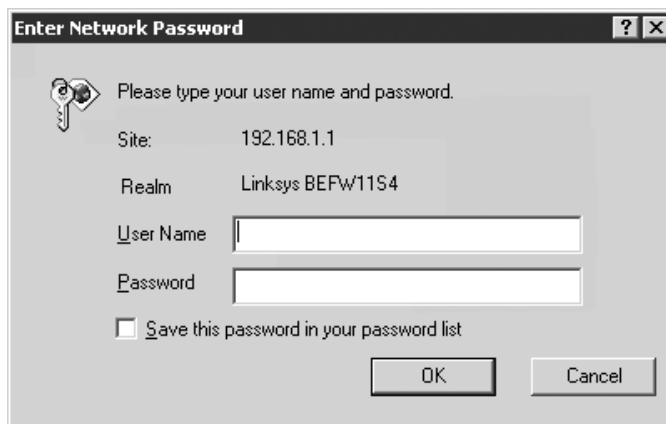 Enter Network Password
Please type your user name and password.
Site: 192.168.1.1
Realm Linksys BEFW11S4
User Name
Password
Save this password in your password list
OK Cancel